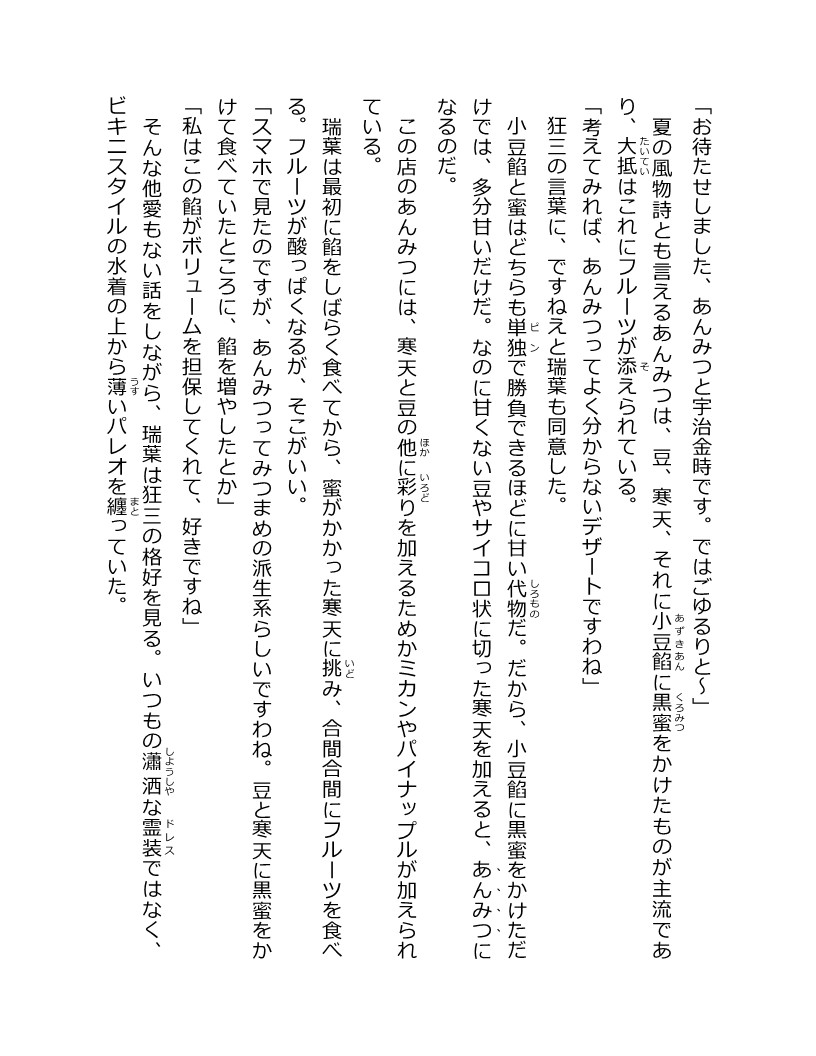 「お待たせしました、あんみつと宇治金時です。ではごゆるりと～」
　夏の風物詩とも言えるあんみつは、豆、寒天、それに小豆餡に黒蜜をかけたものが主流であ
り、大抵はこれにフルーツが添えられている。
「考えてみれば、あんみつってよく分からないデザートですわね」
　狂三の言葉に、ですねえと瑞葉も同意した。
　小豆餡と蜜はどちらも単独で勝負できるほどに甘い代物だ。だから、小豆餡に黒蜜をかけただ
けでは、多分甘いだけだ。なのに甘くない豆やサイコロ状に切った寒天を加えると、あんみつに
なるのだ。
　この店のあんみつには、寒天と豆の他に彩りを加えるためかミカンやパイナップルが加えられ
ている。
　瑞葉は最初に餡をしばらく食べてから、蜜がかかった寒天に挑み、合間合間にフルーツを食べ
る。フルーツが酸っぱくなるが、そこがいい。
「スマホで見たのですが、あんみつってみつまめの派生系らしいですわね。豆と寒天に黒蜜をか
けて食べていたところに、餡を増やしたとか」
「私はこの餡がボリュームを担保してくれて、好きですね」
　そんな他愛もない話をしながら、瑞葉は狂三の格好を見る。いつもの瀟洒な霊装ではなく、
ビキニスタイルの水着の上から薄いパレオを纏っていた。